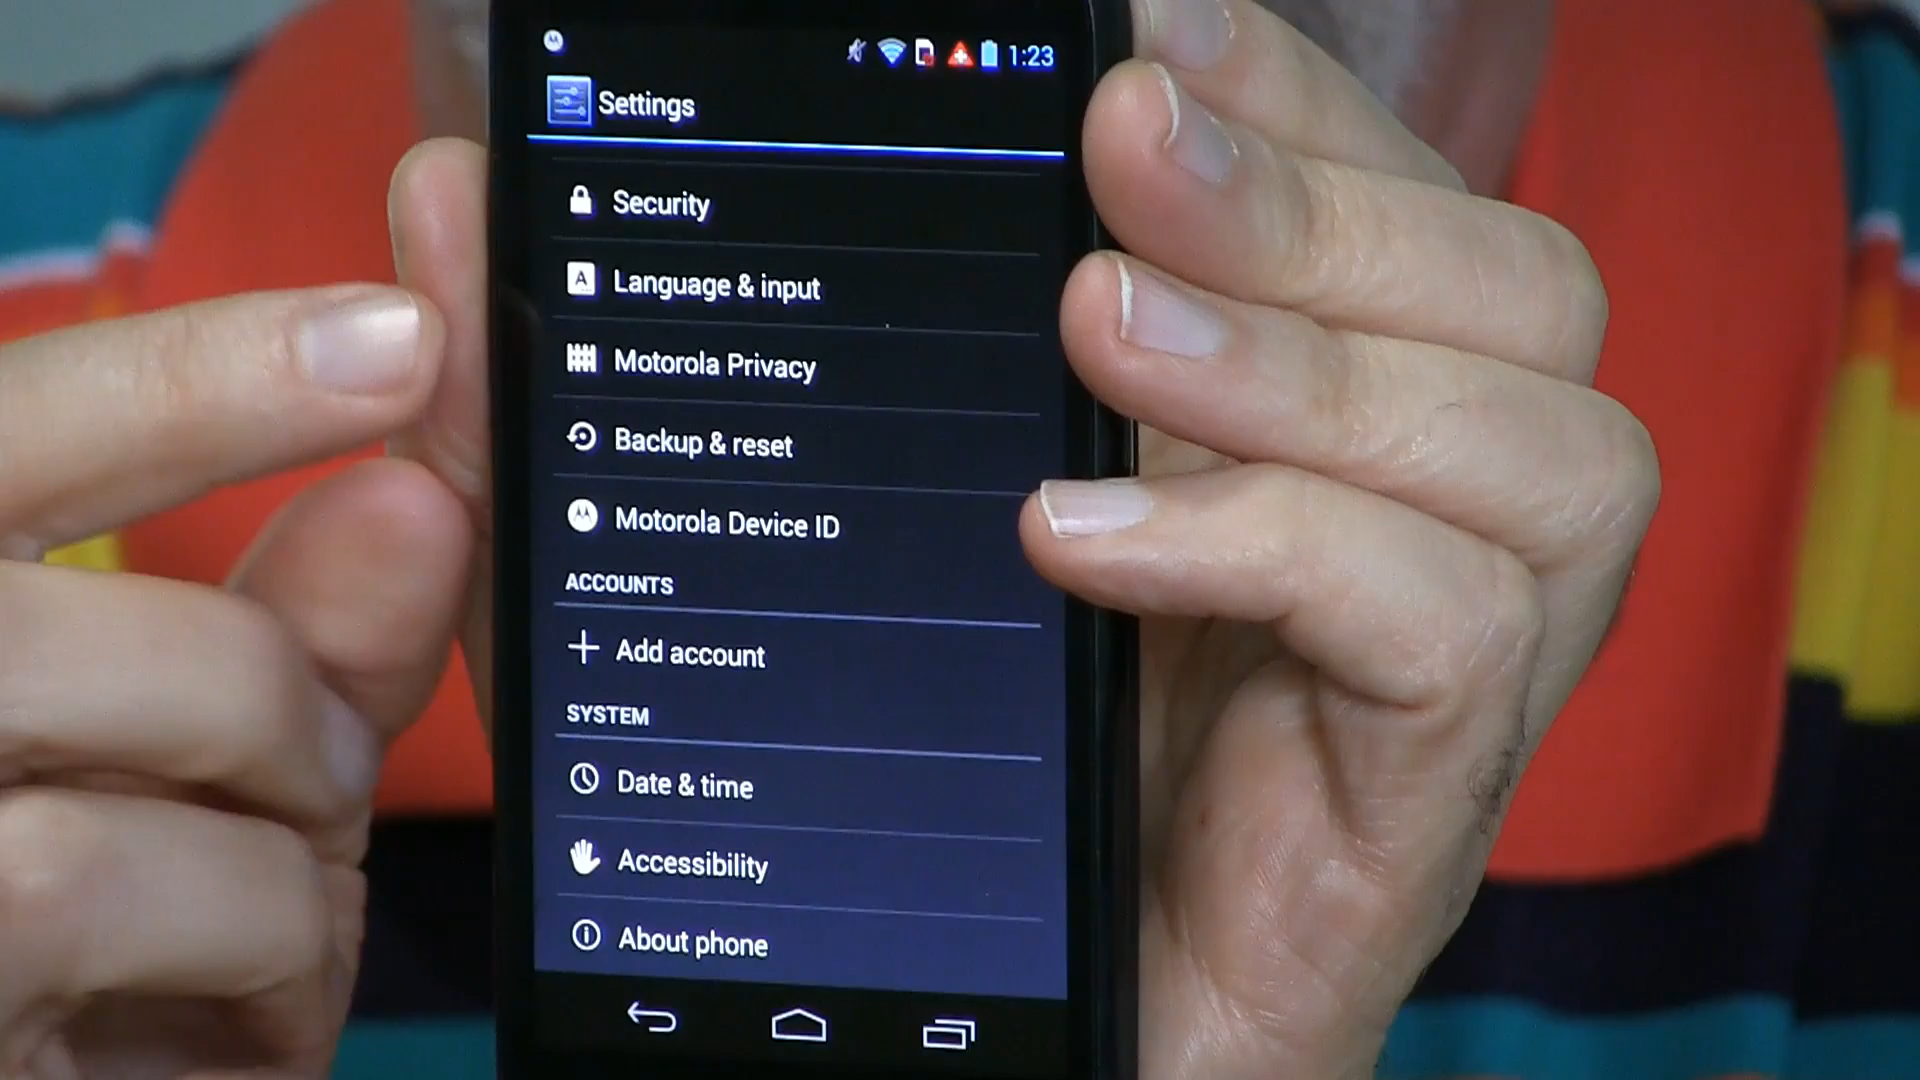 1:23
Settings
Security
A Language & input
Motorola Privacy
Backup & reset
Motorola Device ID
ACCOUNTS
Add account
SYSTEM
Date & time
Accessibility
About phone